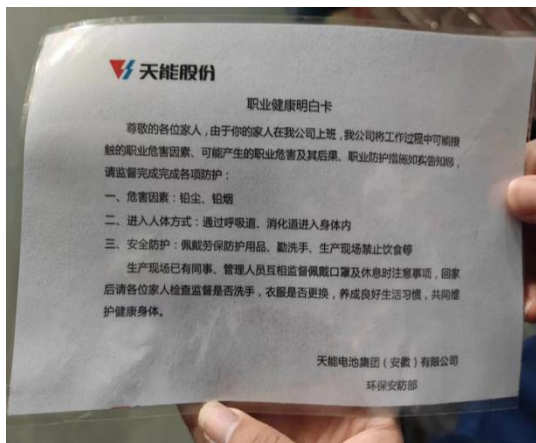 天能股份
职业健康明白卡
尊敬的各位家人，由于你的家人在我公司上班，我公司将工作过程中可能接
触的职业危害因素、可能产生的职业危害及其后果、职业防护措施如实告知您，
请监督完成完成各项防护：
一、危害因素：铅尘、铅烟
二、进入人体方式：通过呼吸道、消化道进入身体内
三、安全防护：佩戴劳保防护用品、勤洗手、生产现场禁止饮食等
生产现场已有同事、管理人员互相监督佩戴口罩及休息时注意事项，回家
后请各位家人检查监督是否洗手，衣服是否更换，养成良好生活习惯，共同维
护健康身体。
天能电池集团（安徽）有限公司
环保安防部